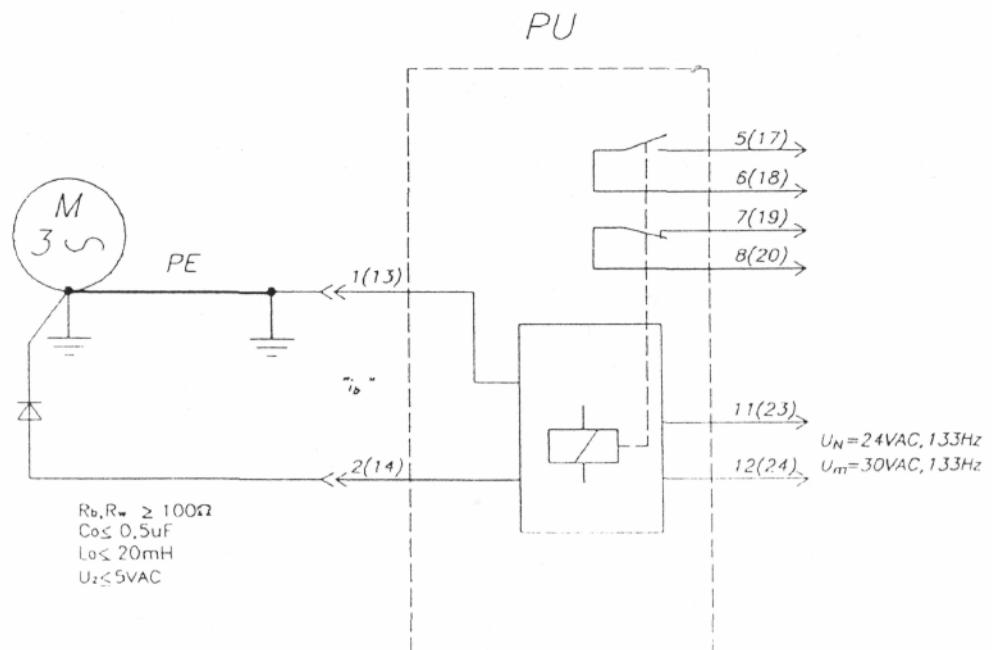 PU
5(17)
6(18)
7(19)
8(20)
M
3 ~
PE
1(13)
"ib"
11(23)
UN=24VAC,133Hz
Um=30VAC,133Hz
12(24)
2(14)
Rb,Rw ≥ 100Ω
Co≤ 0,5uF
Lo≤ 20mH
Uz≤5VAC